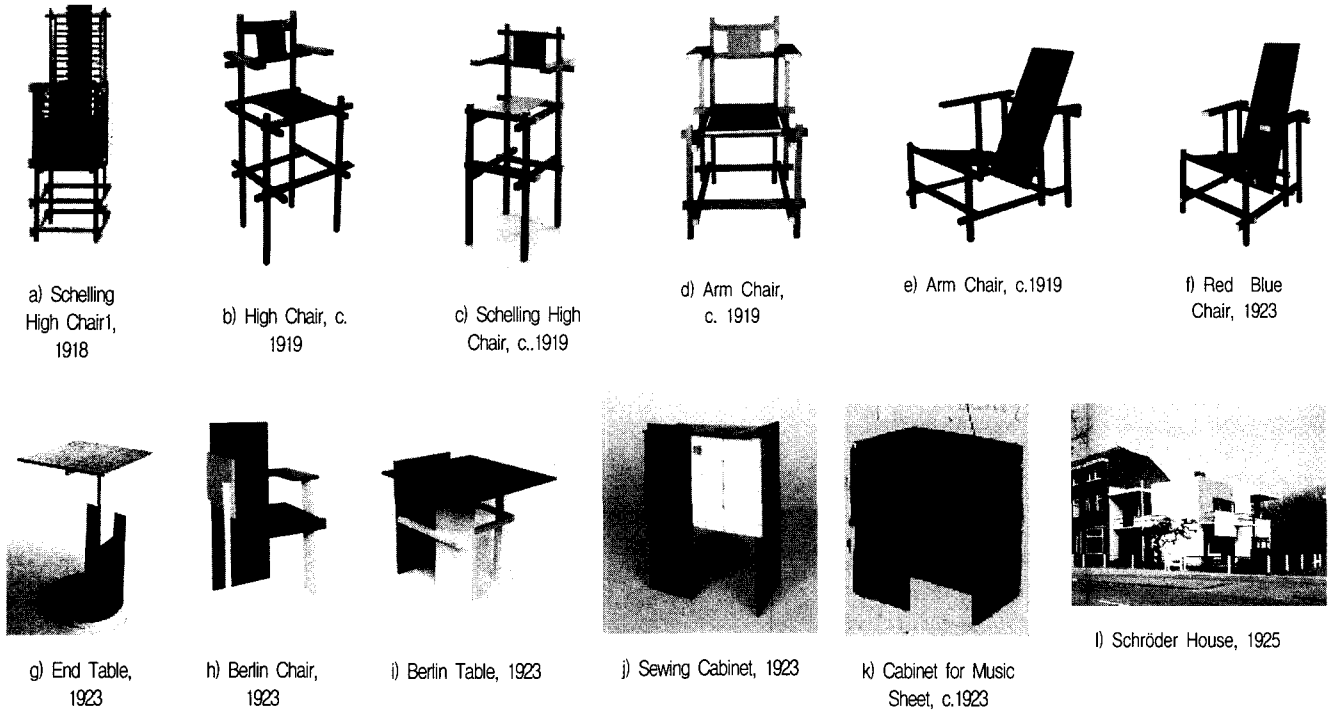 a) Schelling
High Chair1,
1918
b) High Chair, c.
1919
c) Schelling High
Chair, c..1919
d) Arm Chair,
c. 1919
e) Arm Chair, c.1919
f) Red Blue
Chair, 1923
g) End Table,
1923
h) Berlin Chair,
1923
i) Berlin Table, 1923
j) Sewing Cabinet, 1923
k) Cabinet for Music
Sheet, c.1923
l) Schröder House, 1925